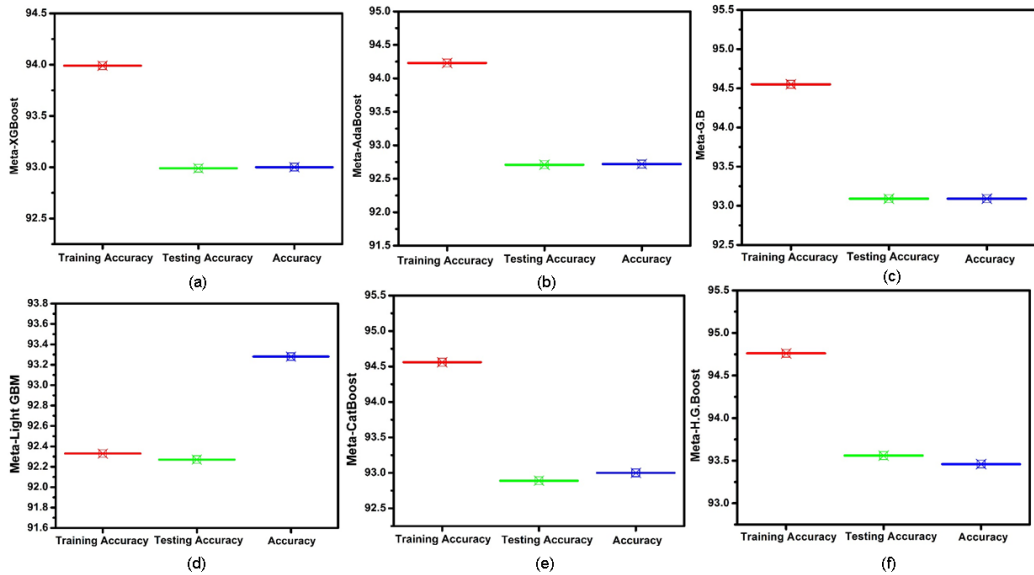 94.5
94.0
93.5
93.0
92.5
Meta-XGBoost
Training Accuracy Testing Accuracy Accuracy
(a)
95.0
94.5
94.0
93.5
93.0
92.5
92.0
91.5
Meta-AdaBoost
Training Accuracy Testing Accuracy Accuracy
(b)
95.5
95.0
94.5
94.0
93.5
93.0
92.5
Meta-G.B
Training Accuracy Testing Accuracy Accuracy
(c)
93.8
93.6
93.4
93.2
93.0
92.8
92.6
92.4
92.2
92.0
91.8
91.6
Meta-Light GBM
Training Accuracy Testing Accuracy Accuracy
(d)
95.5
95.0
94.5
94.0
93.5
93.0
92.5
Meta-CatBoost
Training Accuracy Testing Accuracy Accuracy
(e)
95.5
95.0
94.5
94.0
93.5
93.0
Meta-H.G.Boost
Training Accuracy Testing Accuracy Accuracy
(f)